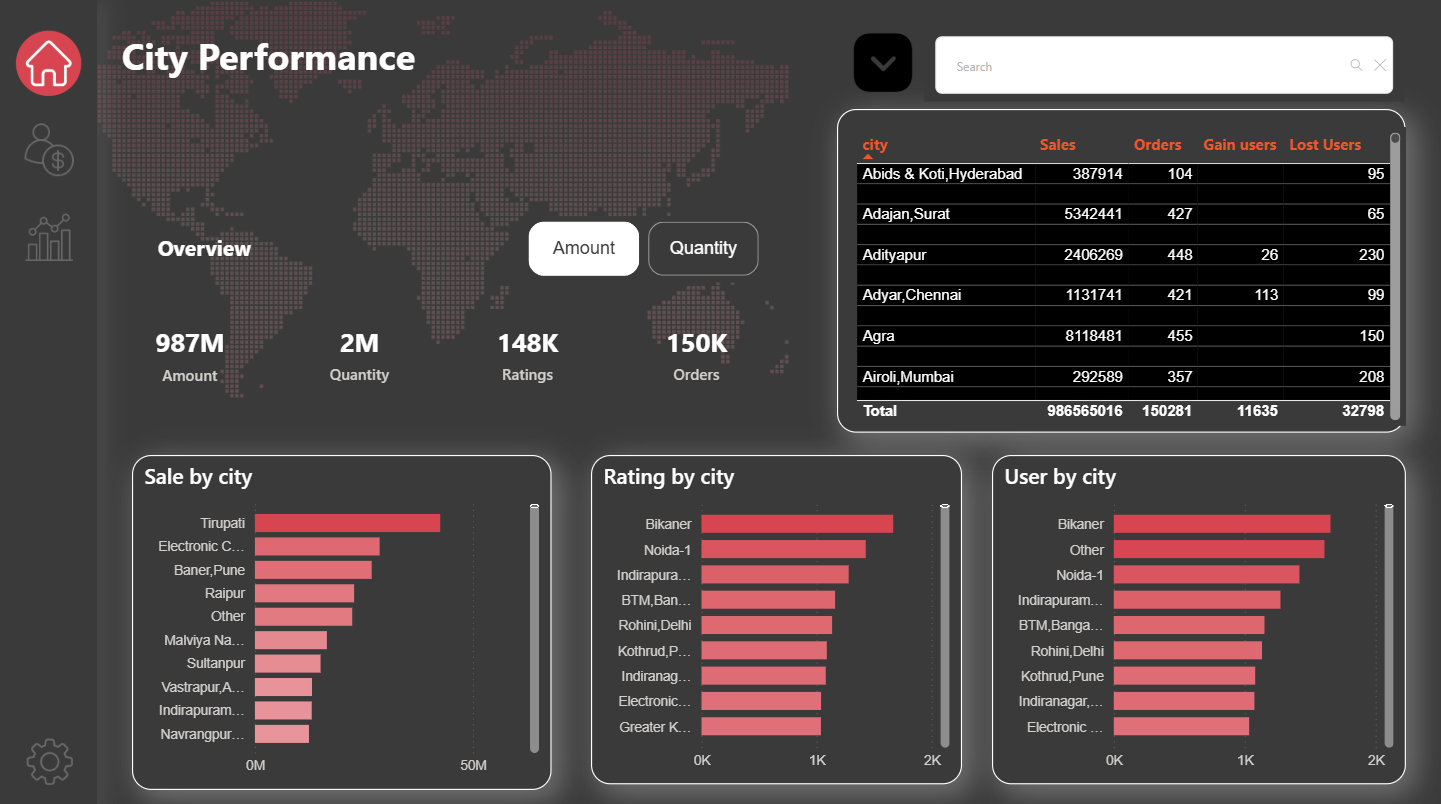 City Performance
Search
Overview
Amount
Quantity
987M
Amount
2M
Quantity
148K
Ratings
150K
Orders
city Sales Orders Gain users Lost Users
Abids & Koti,Hyderabad 387914 104 95
Adajan,Surat 5342441 427 65
Adityapur 2406269 448 26 230
Adyar,Chennai 1131741 421 113 99
Agra 8118481 455 150
Airoli,Mumbai 292589 357 208
Total 986565016 150281 11635 32798
Sale by city
Tirupati
Electronic C...
Baner,Pune
Raipur
Other
Malviya Na...
Sultanpur
Vastrapur,A...
Indirapuram...
Navrangpur...
0M 50M
Rating by city
Bikaner
Noida-1
Indirapura...
BTM,Ban...
Rohini,Delhi
Kothrud,P...
Indiranag...
Electronic...
Greater K...
0K 1K 2K
User by city
Bikaner
Other
Noida-1
Indirapuram...
BTM,Banga...
Rohini,Delhi
Kothrud,Pune
Indiranagar,...
Electronic ...
0K 1K 2K